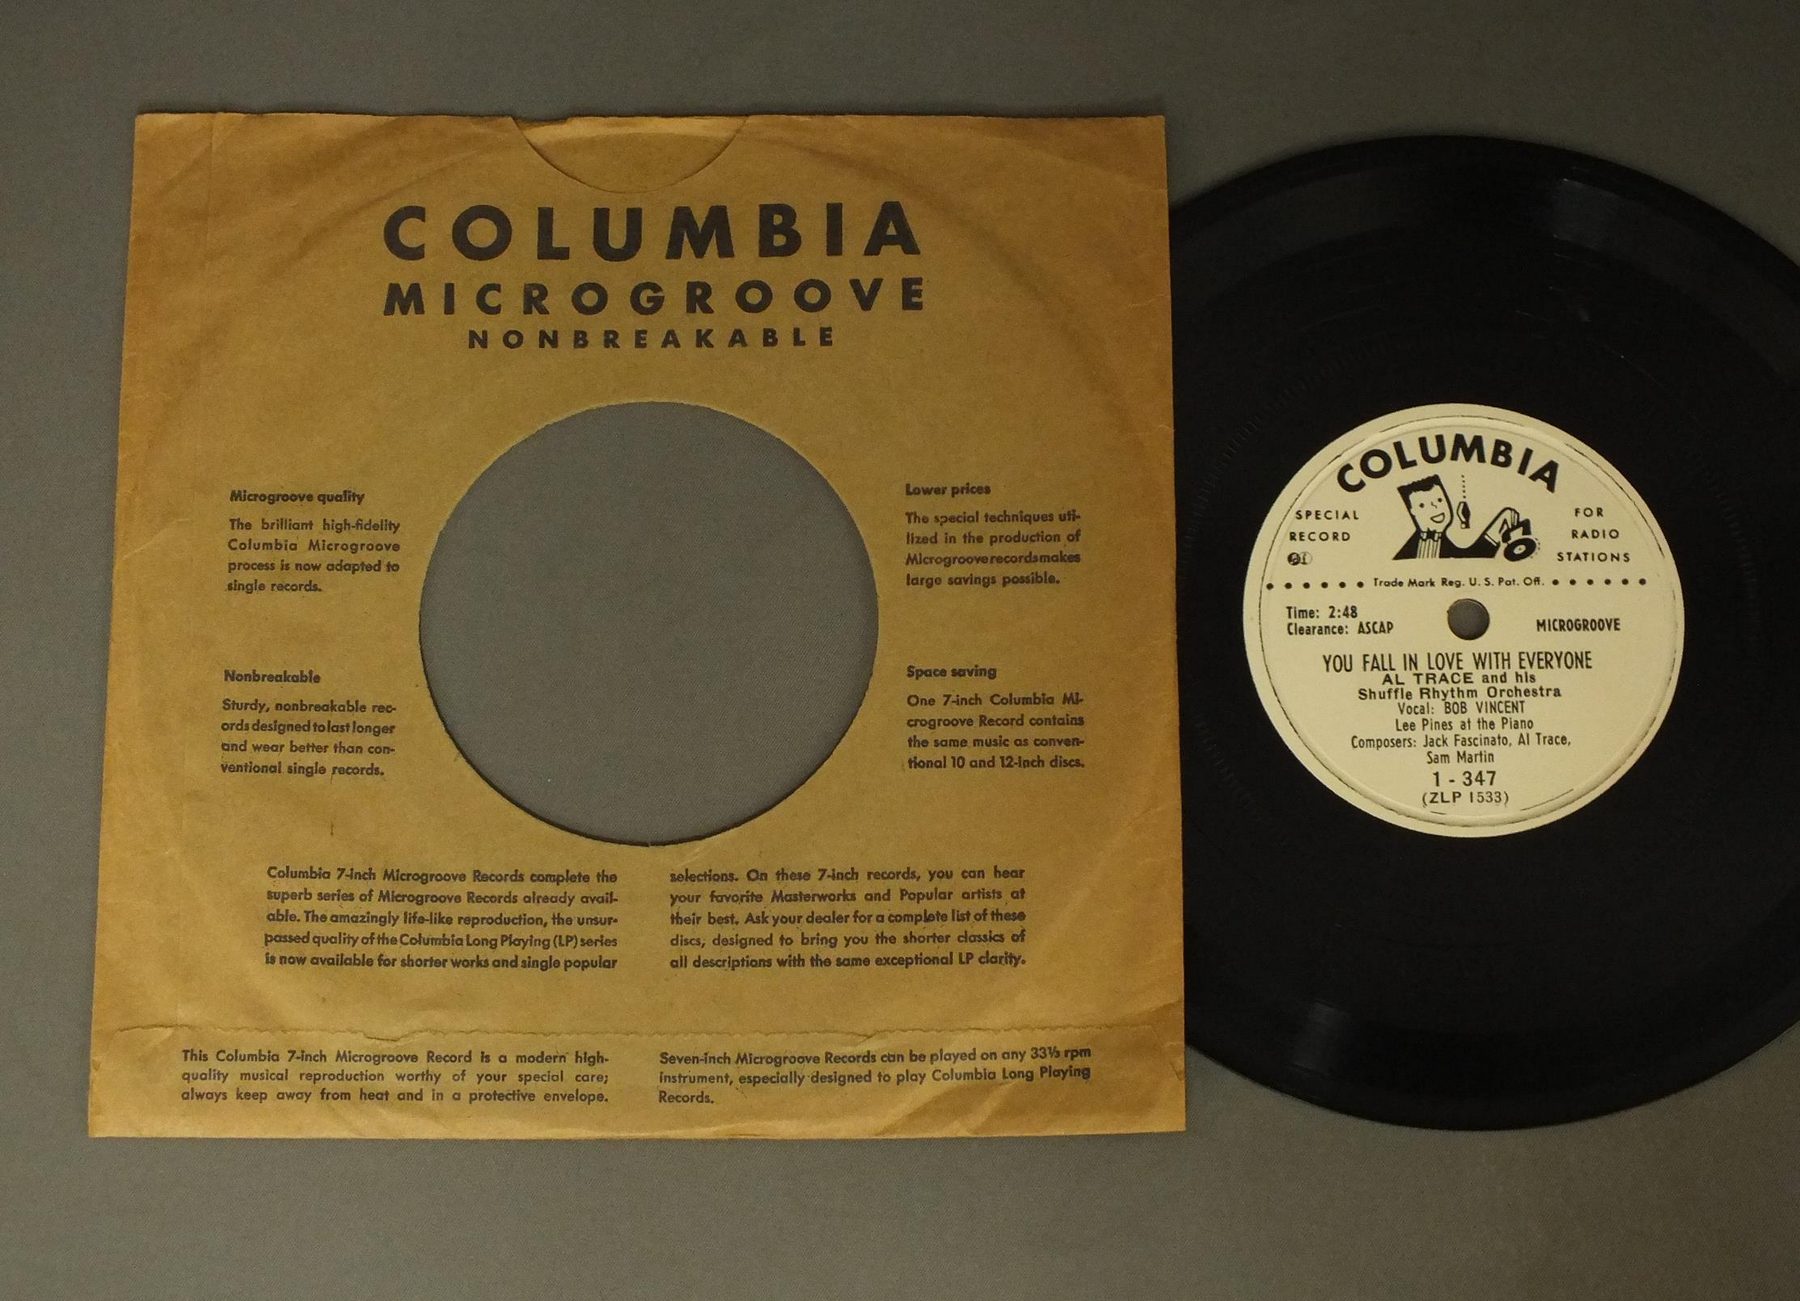 COLUMBIA
MICROGROOVE
NONBREAKABLE
Microgroove quality
The brilliant high-fidelity
Columbia Microgroove
process is now adapted to
single records.
Lower prices
The special techniques uti-
lized in the production of
Microgroove records makes
large savings possible.
Nonbreakable
Sturdy, nonbreakable rec-
ords designed to last longer
and wear better than con-
ventional single records.
Space saving
One 7-inch Columbia Mi-
crogroove Record contains
the same music as conven-
tional 10 and 12-inch discs.
Columbia 7-inch Microgroove Records complete the
superb series of Microgroove Records already avail-
able. The amazingly life-like reproduction, the unsur-
passed quality of the Columbia Long Playing (LP) series
is now available for shorter works and single popular
selections. On these 7-inch records, you can hear
your favorite Masterworks and Popular artists at
their best. Ask your dealer for a complete list of these
discs, designed to bring you the shorter classics of
all descriptions with the same exceptional LP clarity.
This Columbia 7-inch Microgroove Record is a modern high-
quality musical reproduction worthy of your special care;
always keep away from heat and in a protective envelope.
Seven-inch Microgroove Records can be played on any 33⅓ rpm
instrument, especially designed to play Columbia Long Playing
Records.
COLUMBIA
SPECIAL
RECORD
FOR
RADIO
STATIONS
Trade Mark Reg. U. S. Pat. Off.
Time: 2:48
Clearance: ASCAP
MICROGROOVE
YOU FALL IN LOVE WITH EVERYONE
AL TRACE and his
Shuffle Rhythm Orchestra
Vocal: BOB VINCENT
Lee Pines at the Piano
Composers: Jack Fascinato, Al Trace,
Sam Martin
1 - 347
(ZLP 1533)